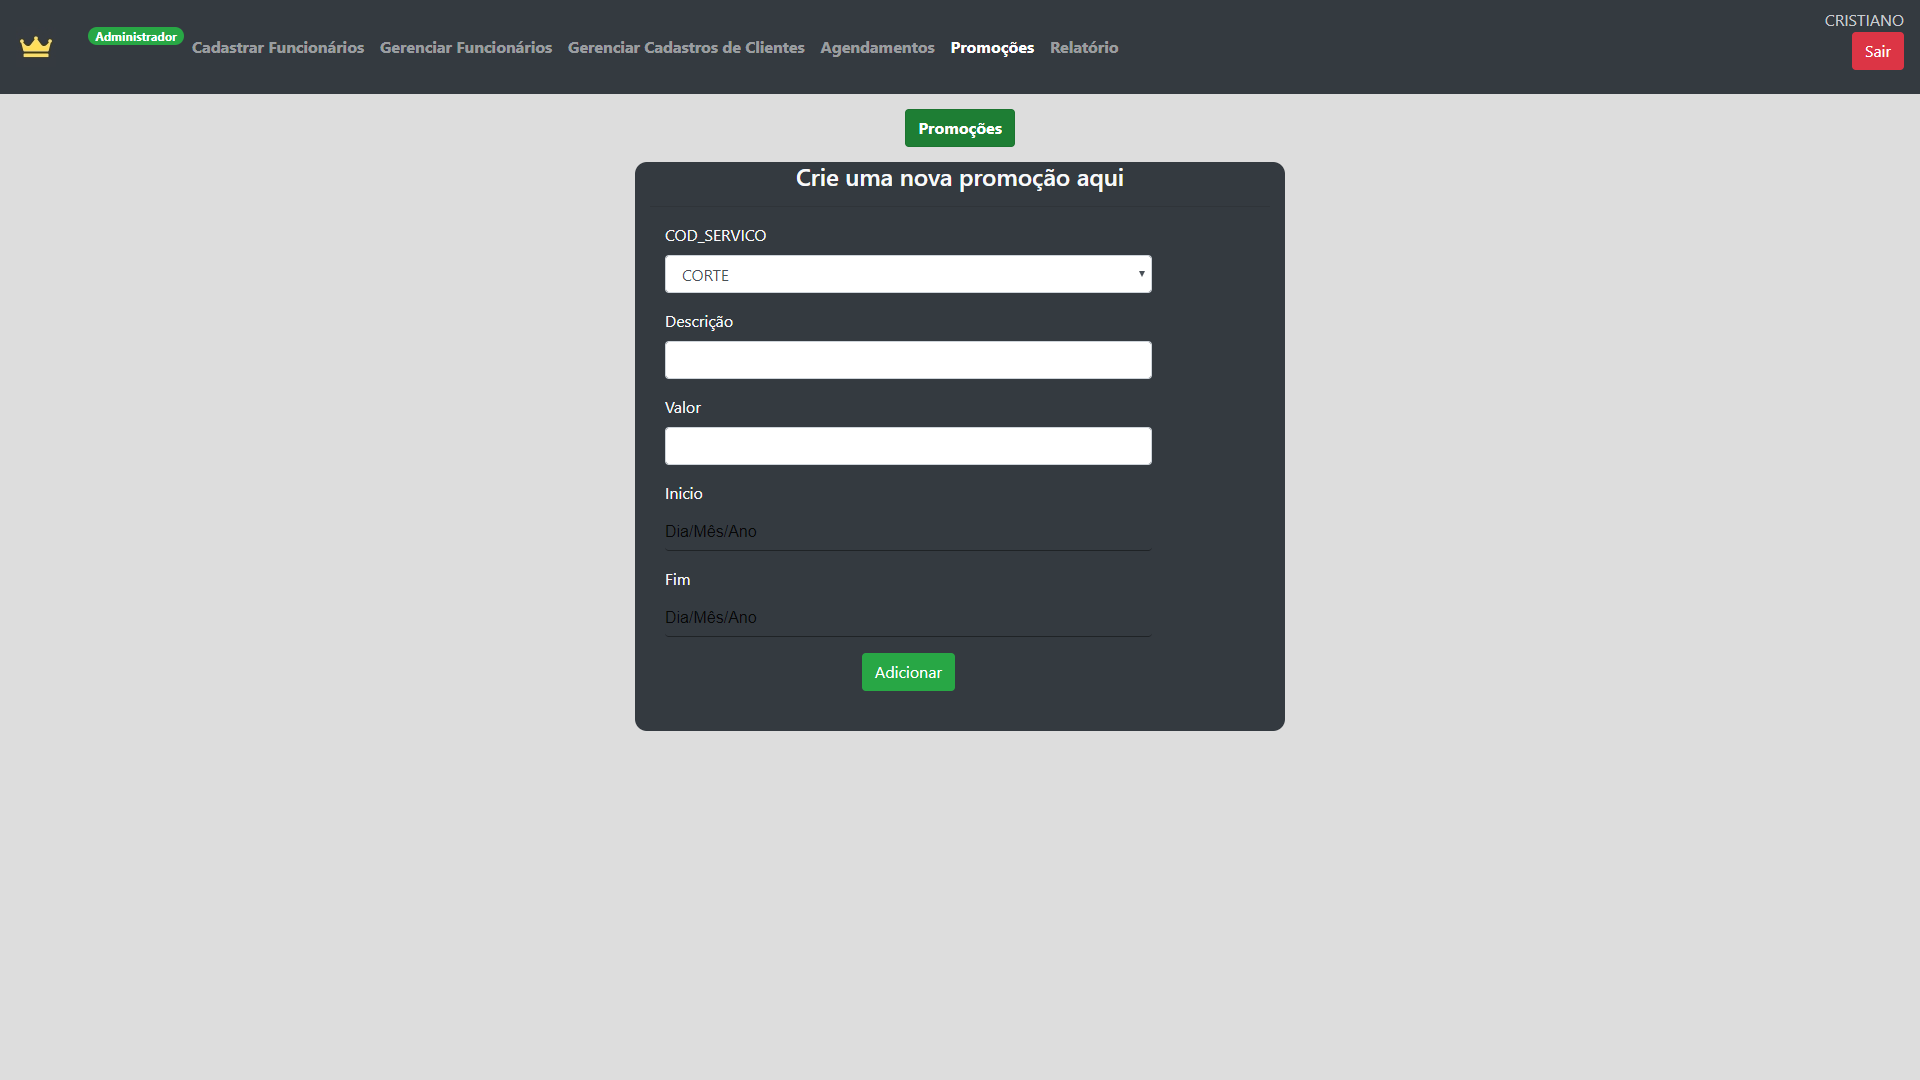 Administrador
Cadastrar Funcionários Gerenciar Funcionários Gerenciar Cadastros de Clientes Agendamentos Promoções Relatório
CRISTIANO
Sair
Promoções
Crie uma nova promoção aqui
COD_SERVICO
CORTE
Descrição
Valor
Inicio
Dia/Mês/Ano
Fim
Dia/Mês/Ano
Adicionar